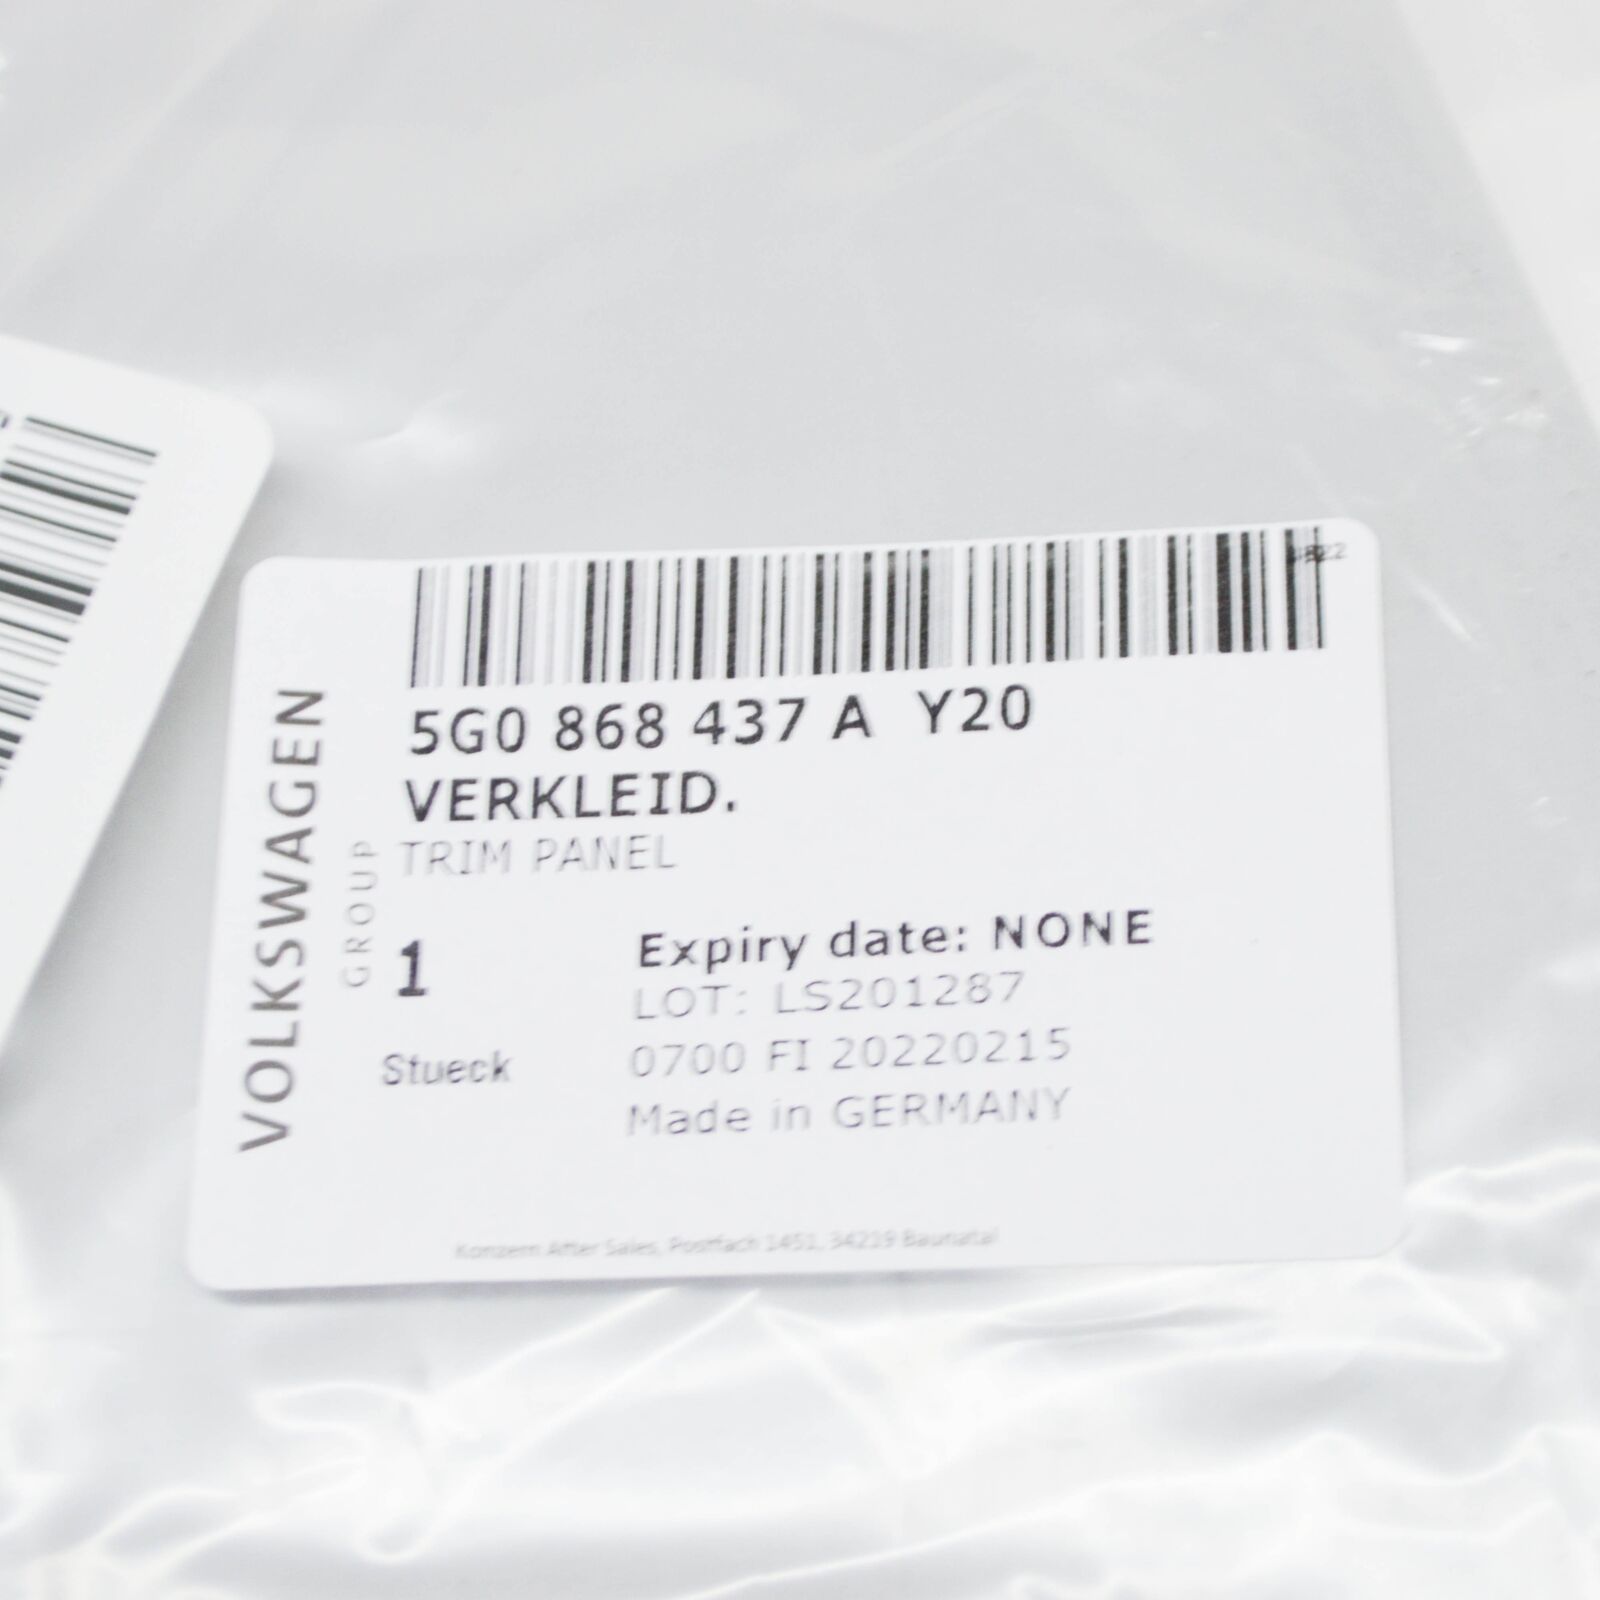 5G0 868 437 A Y20
VERKLEID.
TRIM PANEL
VOLKSWAGEN
GROUP
1
Stueck
Expiry date: NONE
LOT: LS201287
0700 FI 20220215
Made in GERMANY
Konzern After Sales, Postfach 1451, 34219 Baunatal